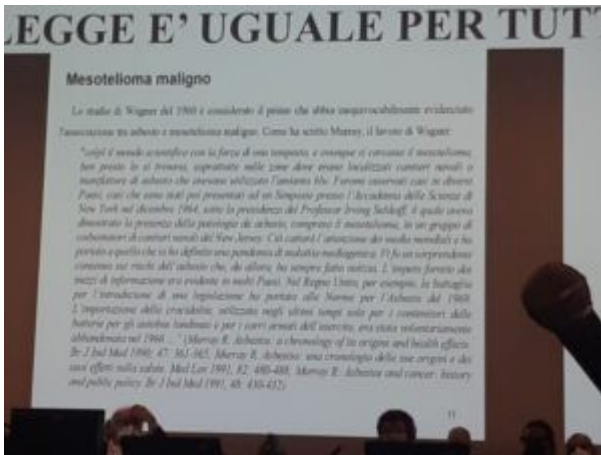 LEGGE E' UGUALE PER TUTT
Mesotelioma maligno
Lo studio di Wagner del 1960 è considerato il primo che abbia inequivocabilmente evidenziato
l'associazione tra asbesto e mesotelioma maligno. Come ha scritto Murray, il lavoro di Wagner
"colpì il mondo scientifico con la forza di una tempesta, e ovunque si cercasse il mesotelioma,
ben presto lo si trovava, soprattutto nelle zone dove erano localizzati cantieri navali o
manifatture di asbesto che avevano utilizzato l'amianto blu. Furono osservati casi in diversi
Paesi, casi che sono stati poi presentati ad un Simposio presso l'Accademia delle Scienze di
New York nel dicembre 1964, sotto la presidenza del Professor Irving Selikoff, il quale aveva
dimostrato la presenza della patologia da asbesto, compreso il mesotelioma, in un gruppo di
coibentatori di cantieri navali del New Jersey. Ciò catturò l'attenzione dei media mondiali e ha
portato a quello che io ho definito una pandemia di malattia mediagenica. Vi fu un sorprendente
consenso sui rischi dell'asbesto che, da allora, ha sempre fatto notizia. L'impeto fornito dai
mezzi di informazione era evidente in molti Paesi. Nel Regno Unito, per esempio, la battaglia
per l'introduzione di una legislazione ha portato alle Norme per l'Asbesto del 1969.
L'importazione della crocidolite, utilizzata negli ultimi tempi solo per i contenitori delle
batterie per gli autobus londinesi e per i carri armati dell'esercito, era stata volontariamente
abbandonata nel 1968 ..." (Murray R. Asbestos: a chronology of its origins and health effects.
Br J Ind Med 1990; 47: 361-365; Murray R. Asbestos: una cronologia delle sue origini e dei
suoi effetti sulla salute. Med Lav 1991, 82: 480-488; Murray R. Asbestos and cancer: history
and public policy. Br J Ind Med 1991, 48: 430-432)
11